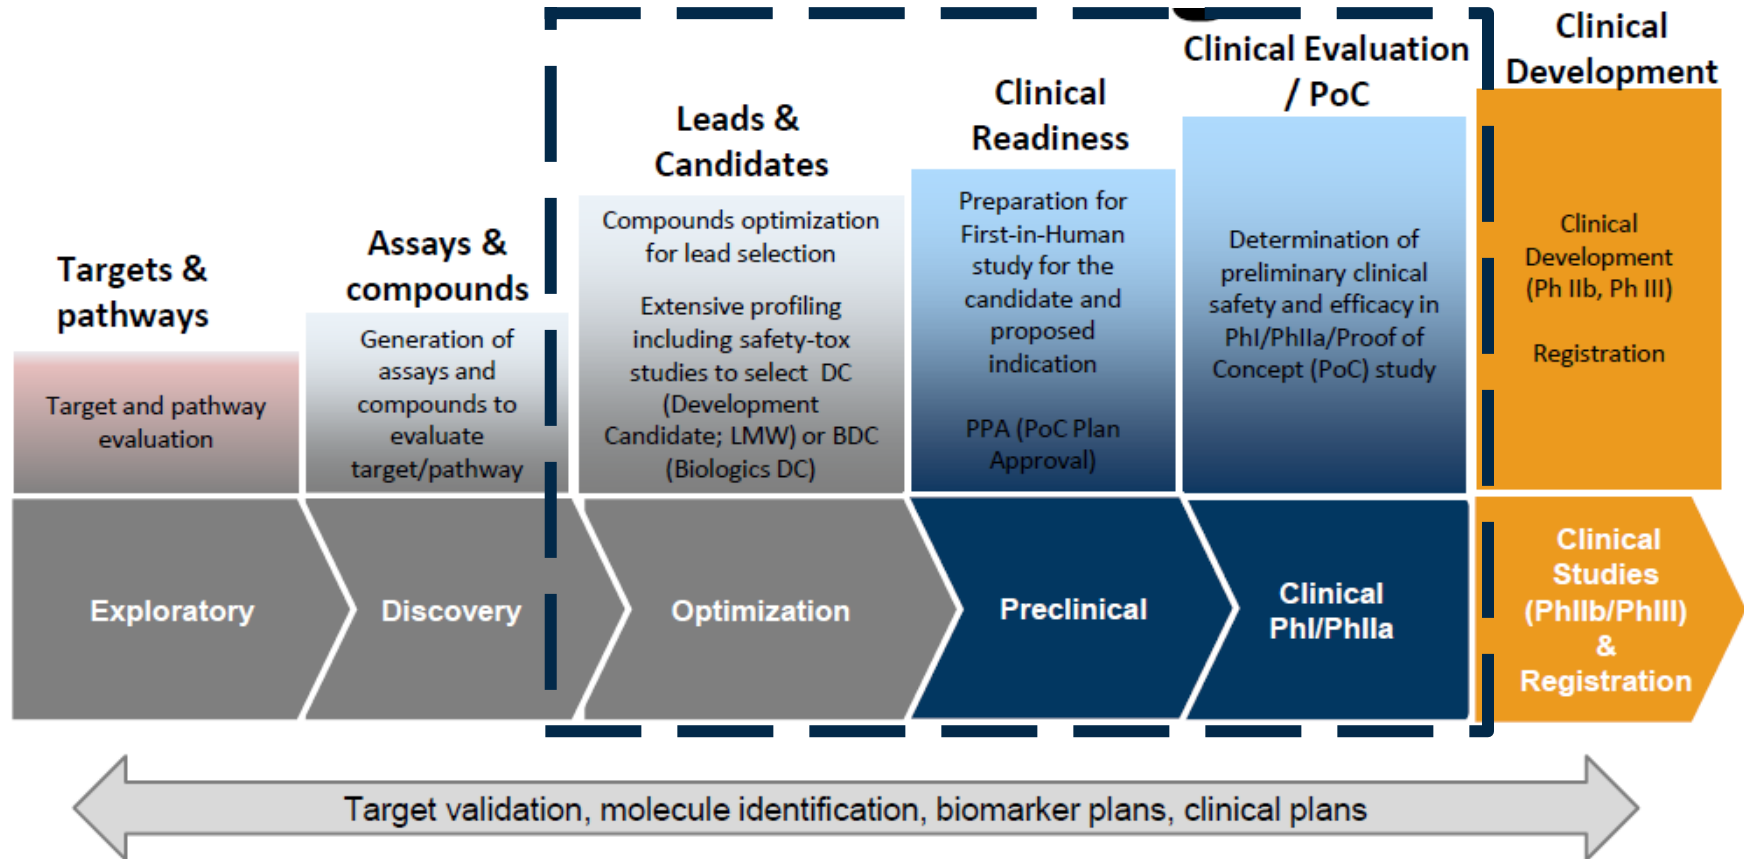 Targets &
pathways
Target and pathway
evaluation
Exploratory
Assays &
compounds
Generation of
assays and
compounds to
evaluate
target/pathway
Discovery
Leads &
Candidates
Compounds optimization
for lead selection
Extensive profiling
including safety-tox
studies to select DC
(Development
Candidate; LMW) or BDC
(Biologics DC)
Optimization
Clinical
Readiness
Preparation for
First-in-Human
study for the
candidate and
proposed
indication
PPA (PoC Plan
Approval)
Preclinical
Clinical Evaluation
/ PoC
Determination of
preliminary clinical
safety and efficacy in
PhI/PhIIa/Proof of
Concept (PoC) study
Clinical
PhI/PhIIa
Clinical
Development
Clinical
Development
(Ph IIb, Ph III)
Registration
Clinical
Studies
(PhIIb/PhIII)
&
Registration
Target validation, molecule identification, biomarker plans, clinical plans